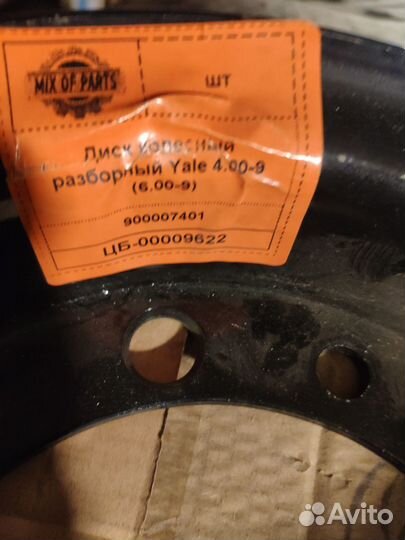 MIX OF PARTS
шт
Диск колесный
разборный Yale 4.00-9
(6.00-9)
900007401
ЦБ-00009622
Avito